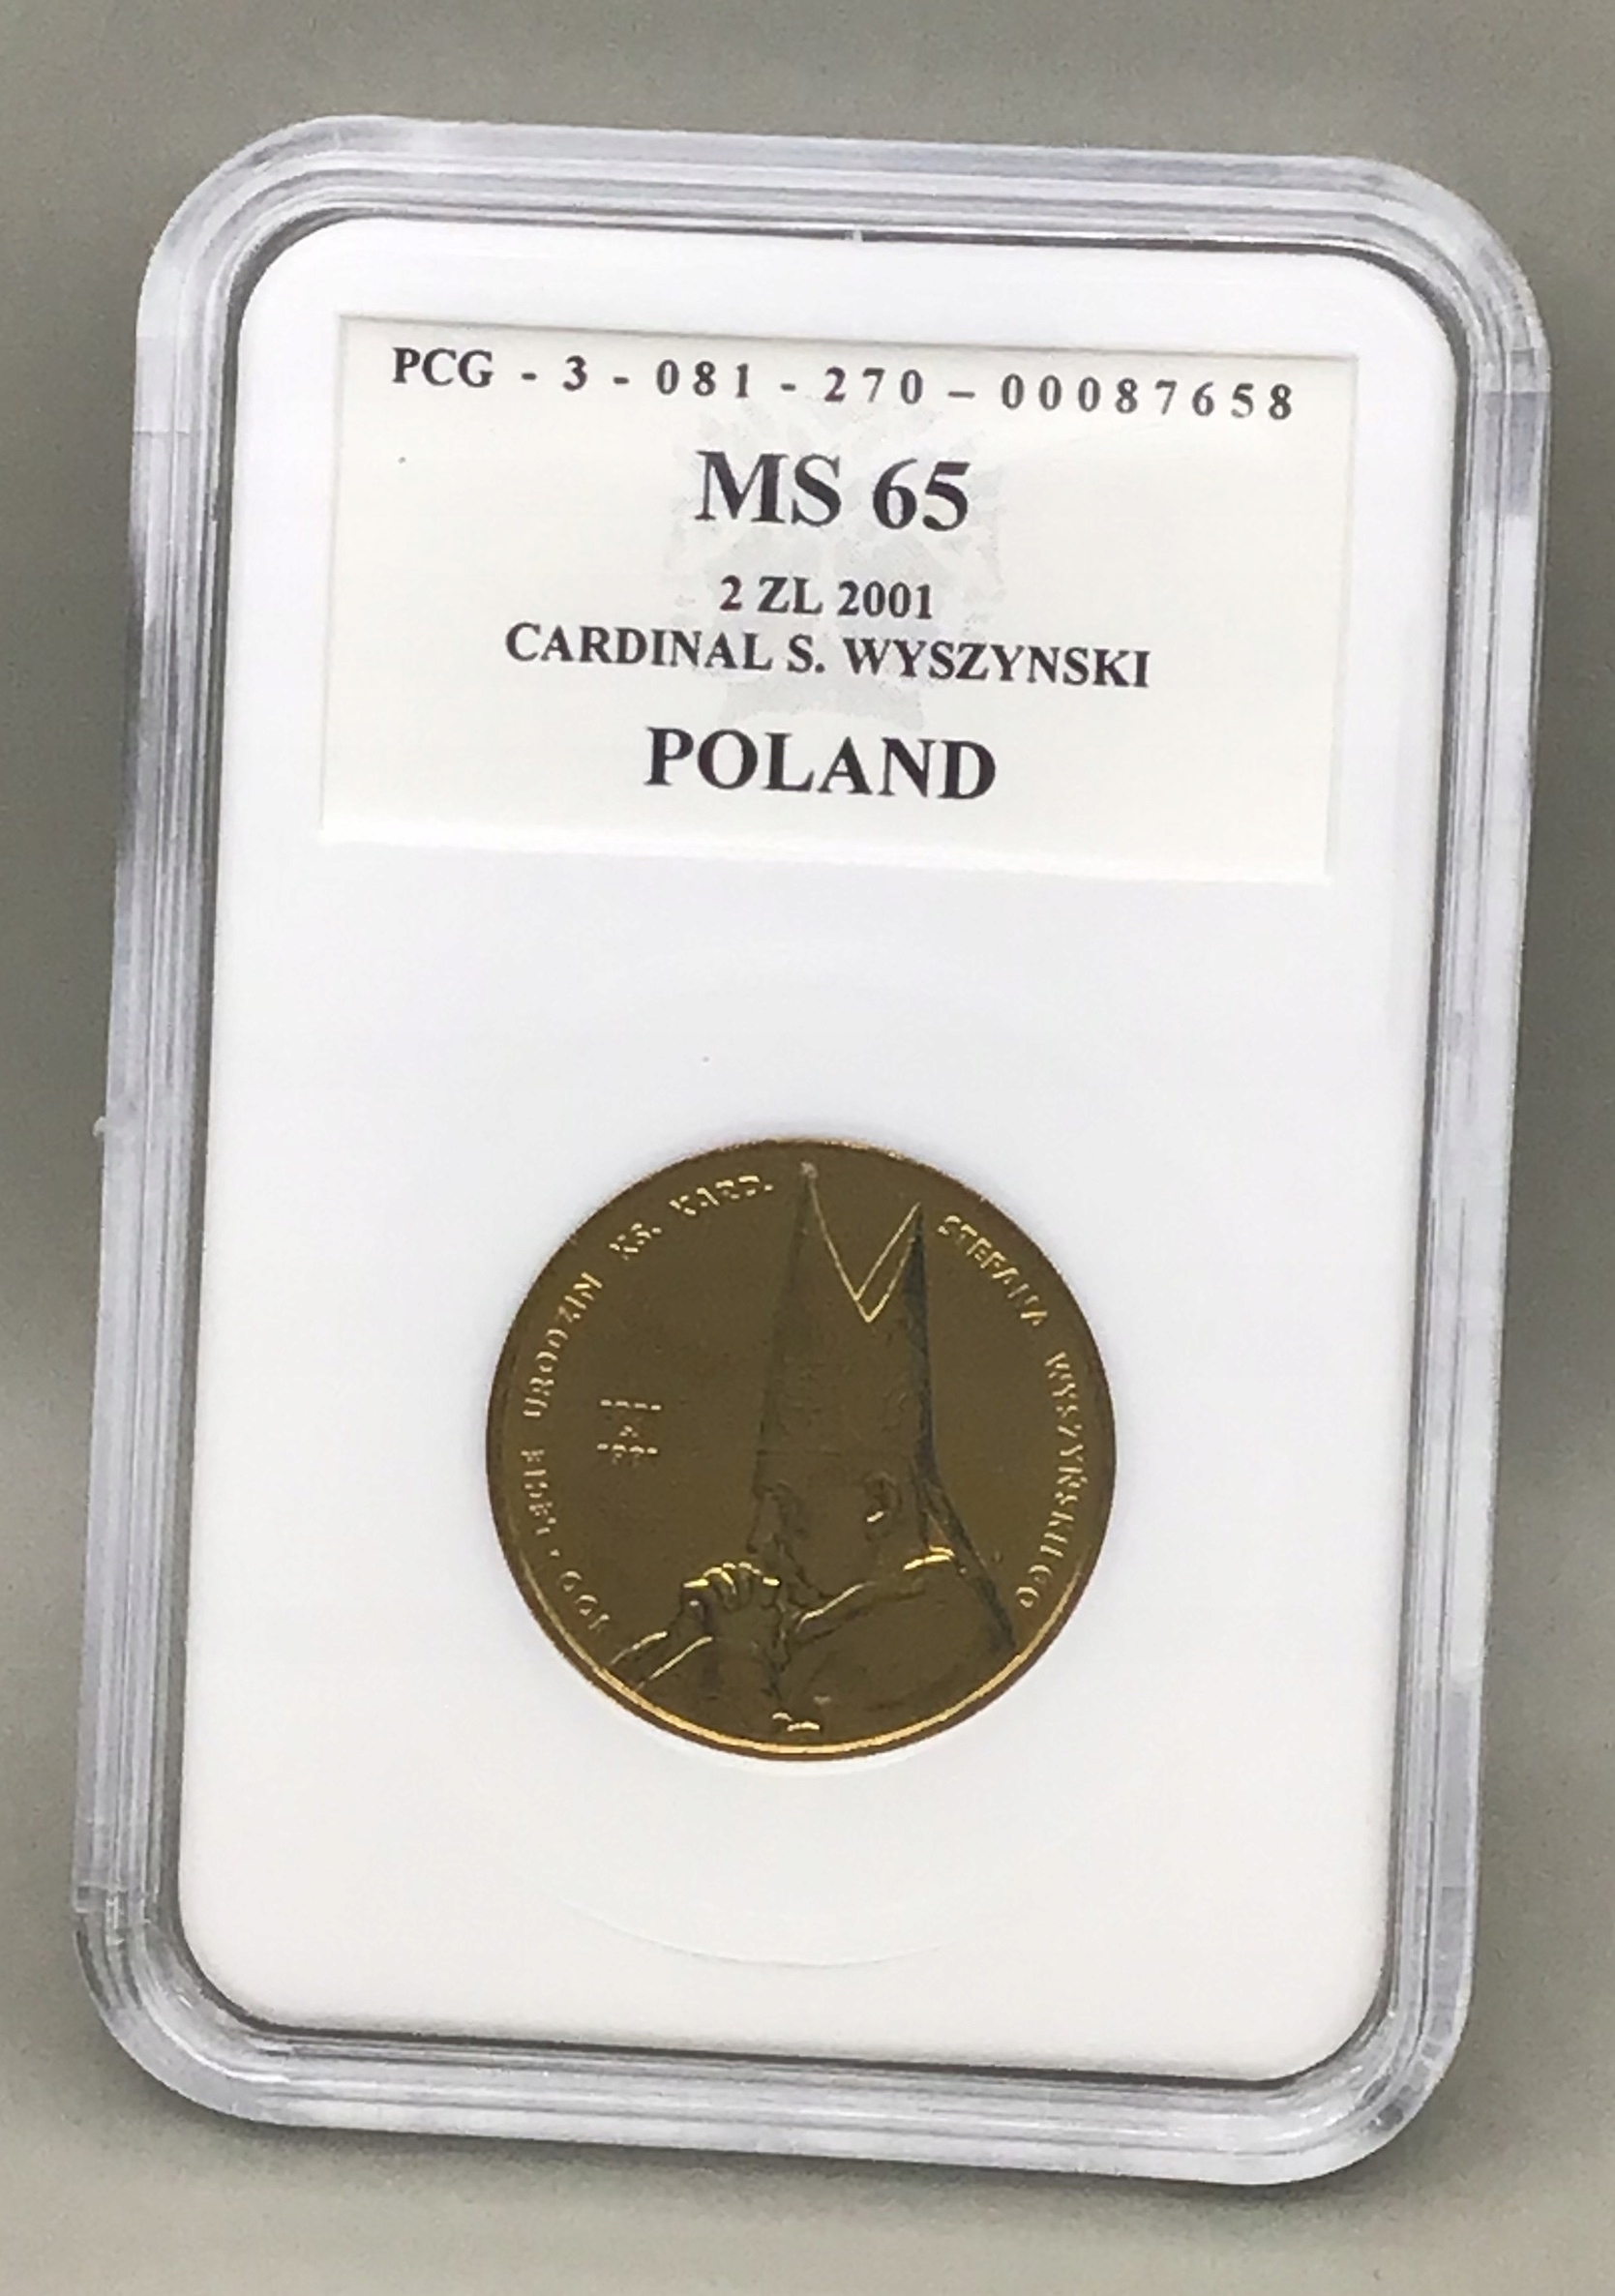 PCG - 3 - 081 - 270 – 00087658
MS 65
2 ZL 2001
CARDINAL S. WYSZYNSKI
POLAND
100-LECIE URODZIN KS. KARD. STEFANA WYSZYŃSKIEGO